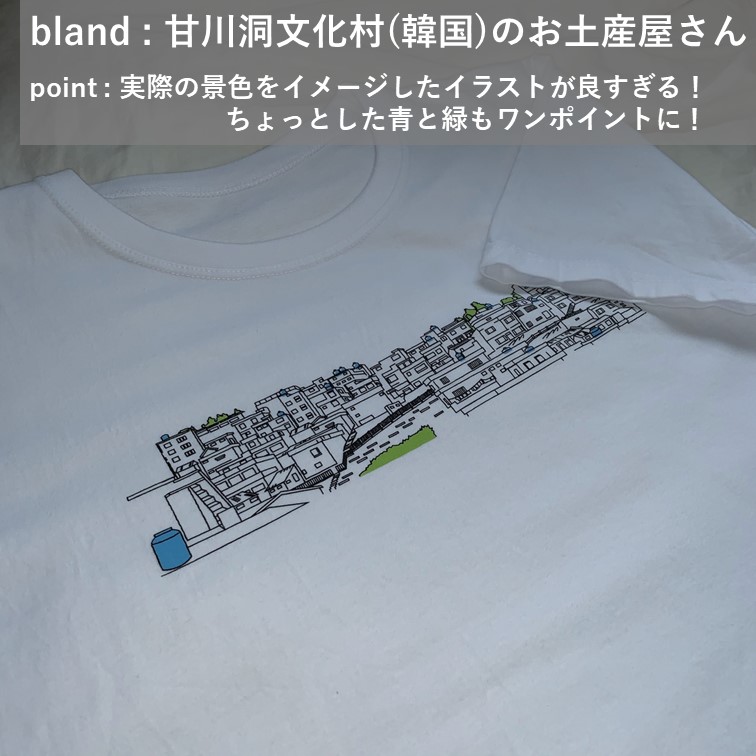 bland : 甘川洞文化村(韓国)のお土産屋さん
point : 実際の景色をイメージしたイラストが良すぎる！
ちょっとした青と緑もワンポイントに！